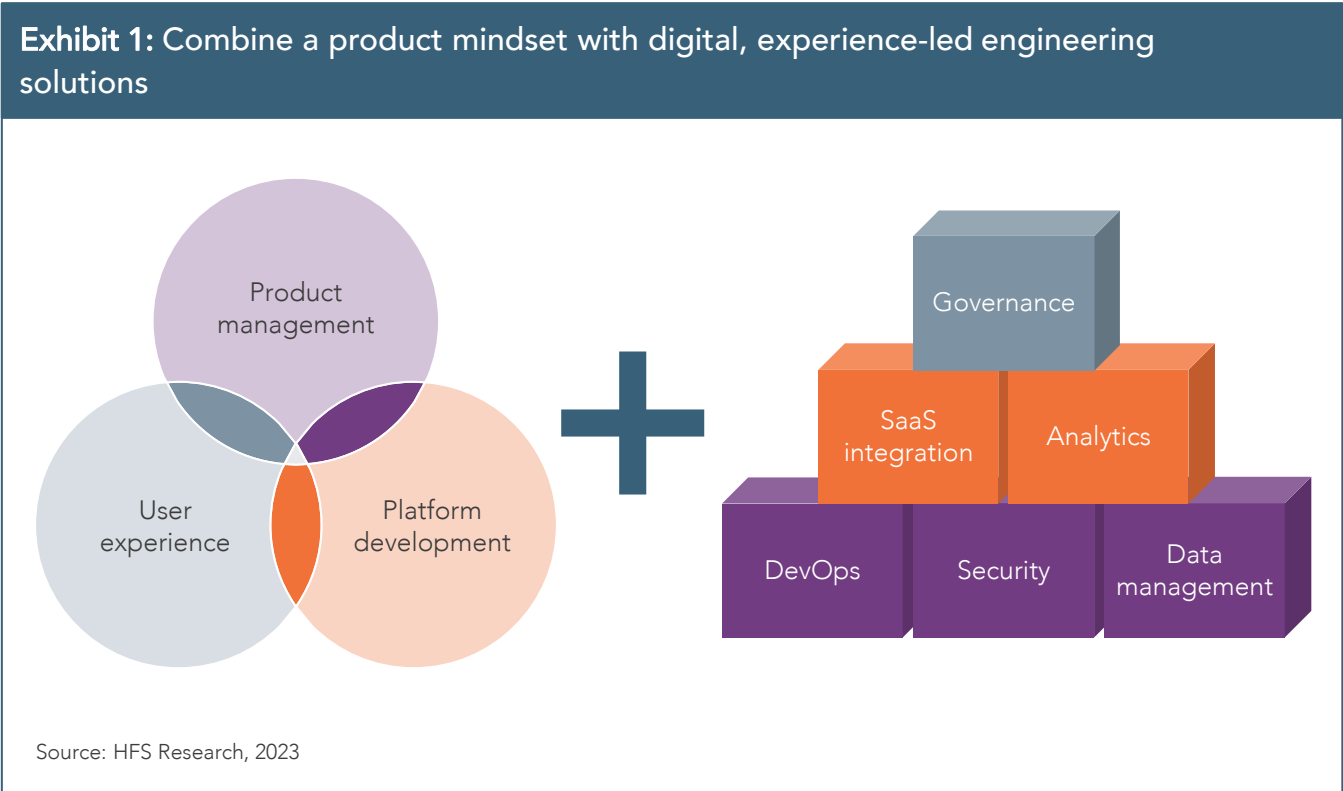 Exhibit 1: Combine a product mindset with digital, experience-led engineering
solutions
Product
management
User
experience
Platform
development
Governance
SaaS
integration
Analytics
DevOps
Security
Data
management
Source: HFS Research, 2023